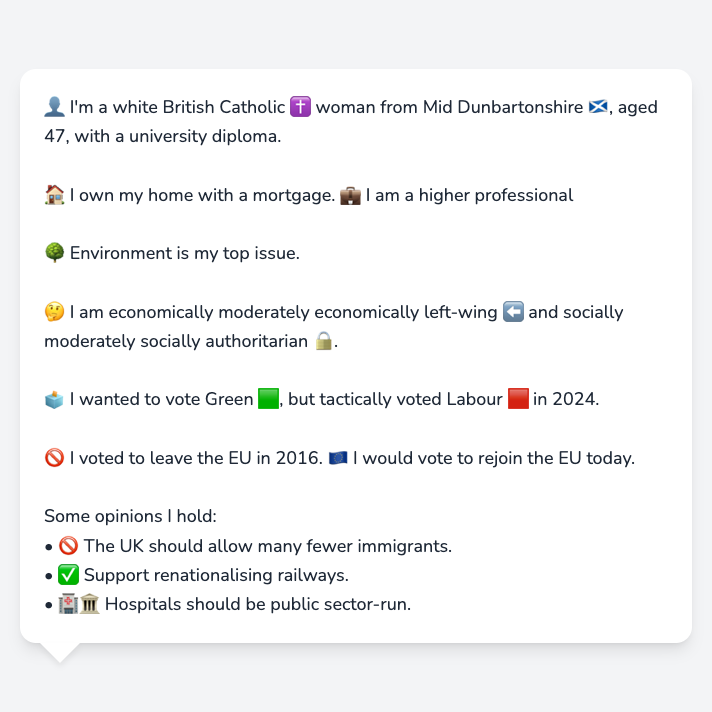 👤 I'm a white British Catholic ✝️ woman from Mid Dunbartonshire 🏴󠁧󠁢󠁳󠁣󠁴󠁿, aged
47, with a university diploma.
🏠 I own my home with a mortgage. 💼 I am a higher professional
🌳 Environment is my top issue.
🤔 I am economically moderately economically left-wing ⬅️ and socially
moderately socially authoritarian 🔒.
🗳️ I wanted to vote Green 🟩, but tactically voted Labour 🟥 in 2024.
🚫 I voted to leave the EU in 2016. 🇪🇺 I would vote to rejoin the EU today.
Some opinions I hold:
• 🚫 The UK should allow many fewer immigrants.
• ✅ Support renationalising railways.
• 🏥🏛️ Hospitals should be public sector-run.